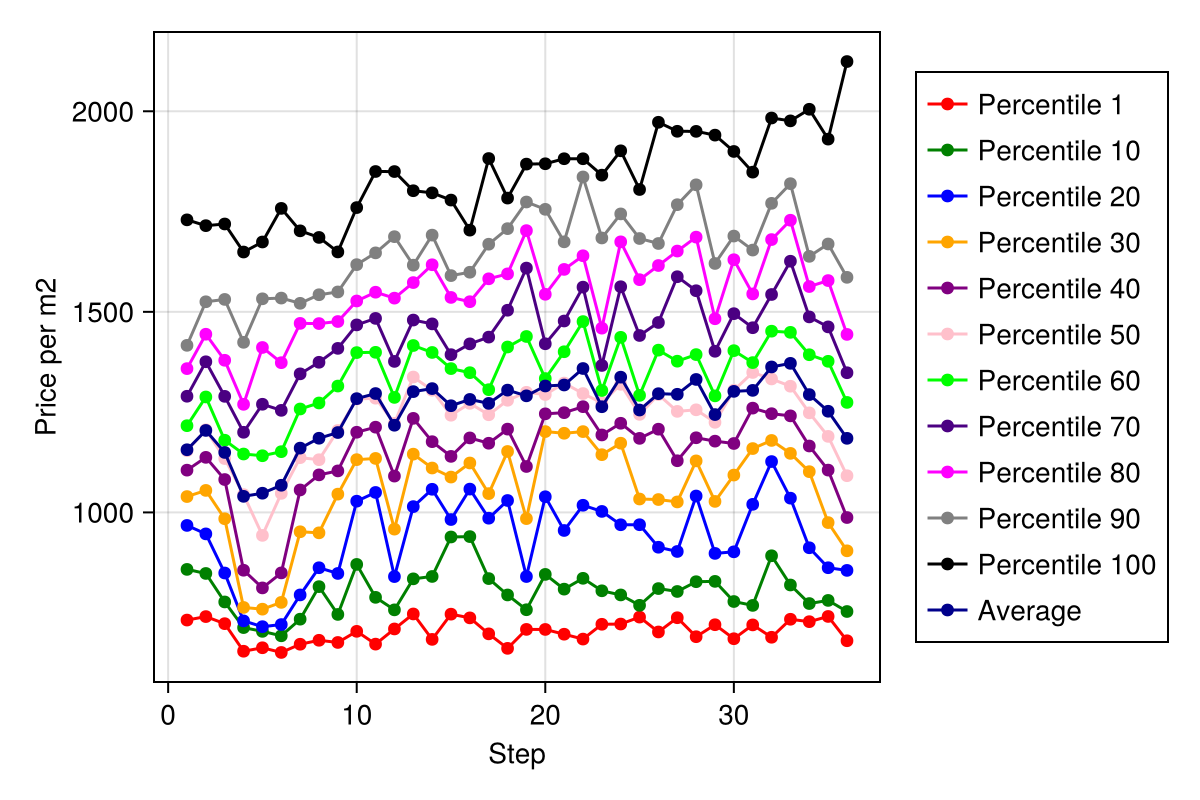 2000
1500
1000
Price per m2
0 10 20 30
Step
Percentile 1
Percentile 10
Percentile 20
Percentile 30
Percentile 40
Percentile 50
Percentile 60
Percentile 70
Percentile 80
Percentile 90
Percentile 100
Average